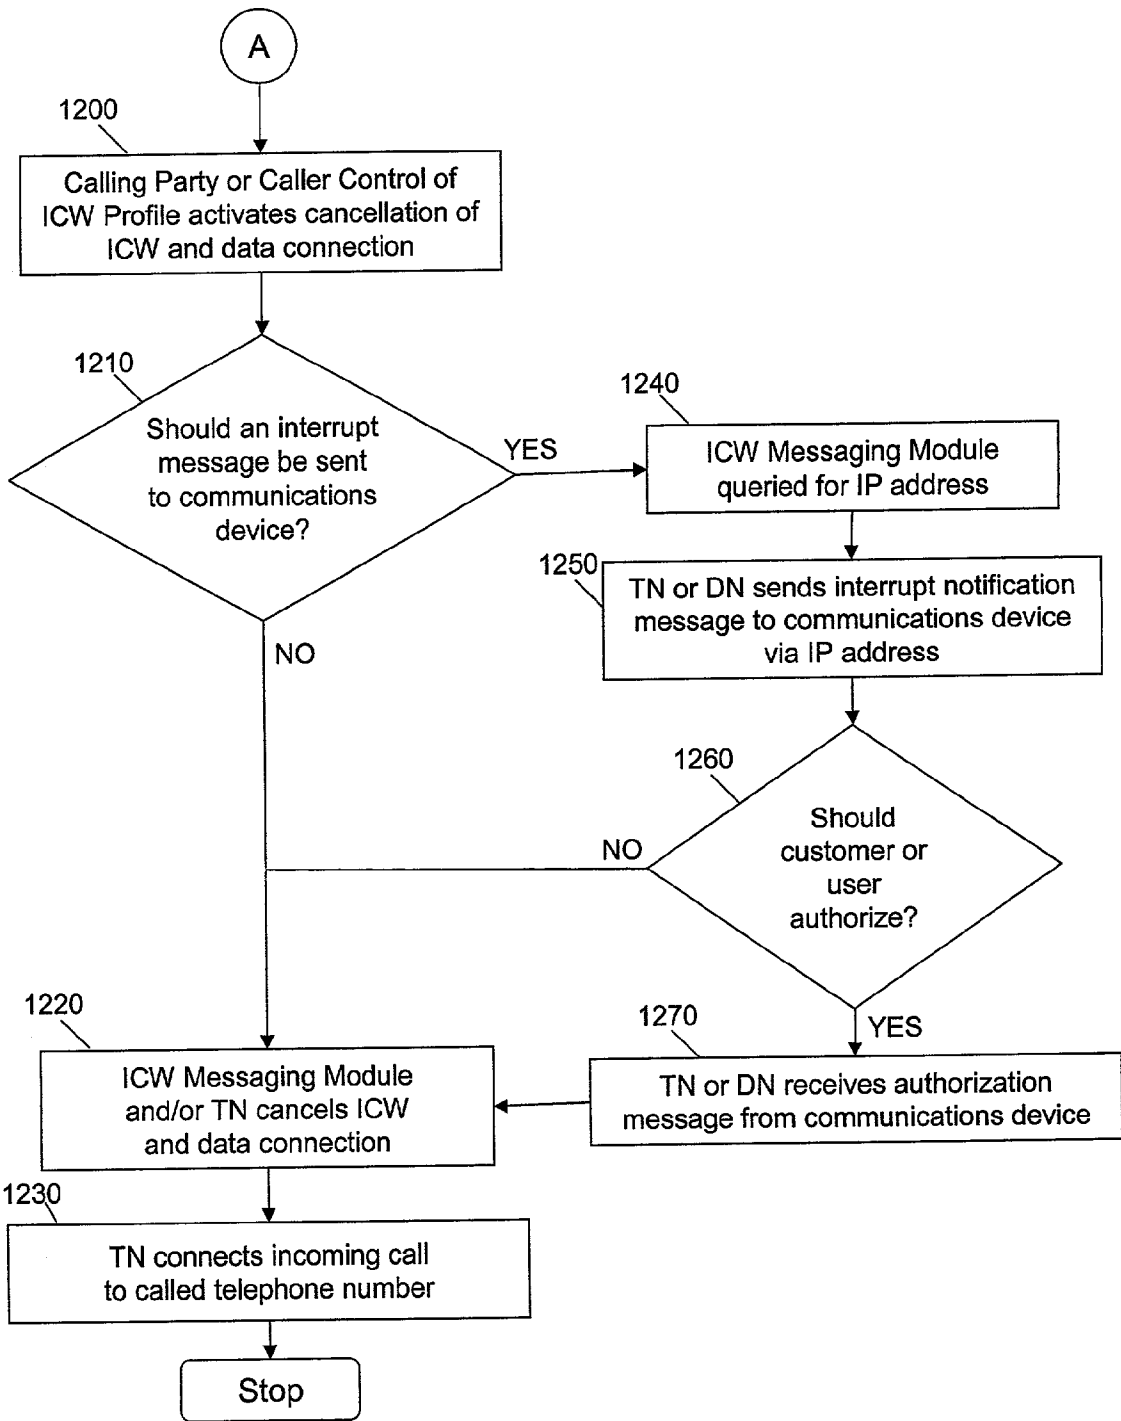 A
1200
Calling Party or Caller Control of
ICW Profile activates cancellation of
ICW and data connection
1210
Should an interrupt
message be sent
to communications
device?
YES
NO
1240
ICW Messaging Module
queried for IP address
1250
TN or DN sends interrupt notification
message to communications device
via IP address
1260
Should
customer or
user
authorize?
NO
YES
1270
TN or DN receives authorization
message from communications device
1220
ICW Messaging Module
and/or TN cancels ICW
and data connection
1230
TN connects incoming call
to called telephone number
Stop